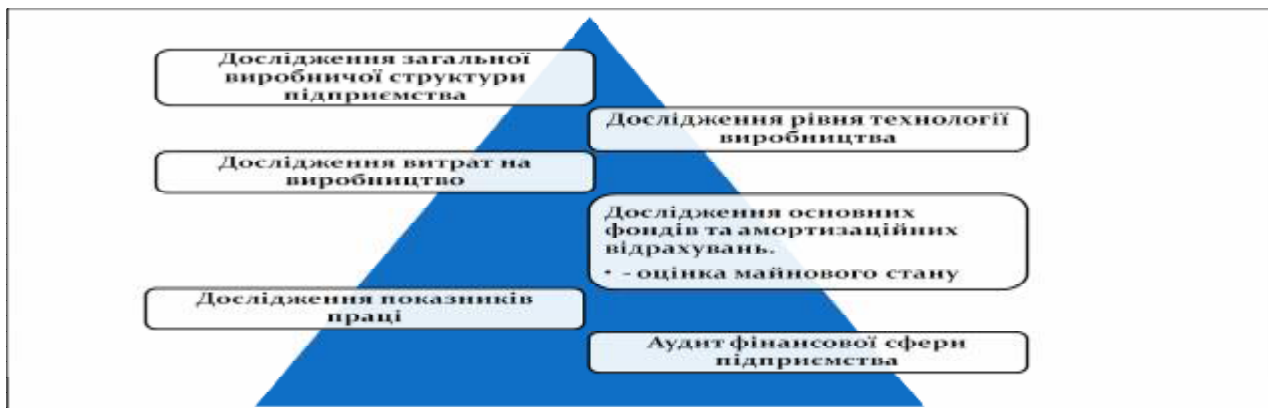 Дослідження загальної
виробничої структури
підприємства
Дослідження рівня технології
виробництва
Дослідження витрат на
виробництво
Дослідження основних
фондів та амортизаційних
відрахувань.
• - оцінка майнового стану
Дослідження показників
праці
Аудит фінансової сфери
підприємства